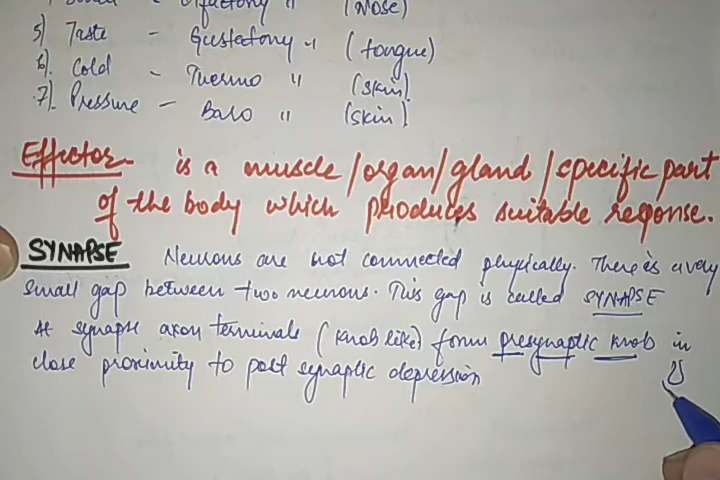 Olfactory " (Nose)
5) Taste - Gustatory " (tongue)
6). Cold - Thermo " (skin)
7). Pressure - Baro " (skin)
Effector is a muscle/organ/gland/specific part
of the body which produces suitable response.
SYNAPSE Neurons are not connected physically. There is a very
small gap between two neurons. This gap is called SYNAPSE
At synapse axon terminals (knob like) forms presynaptic knob in
close proximity to post synaptic depression